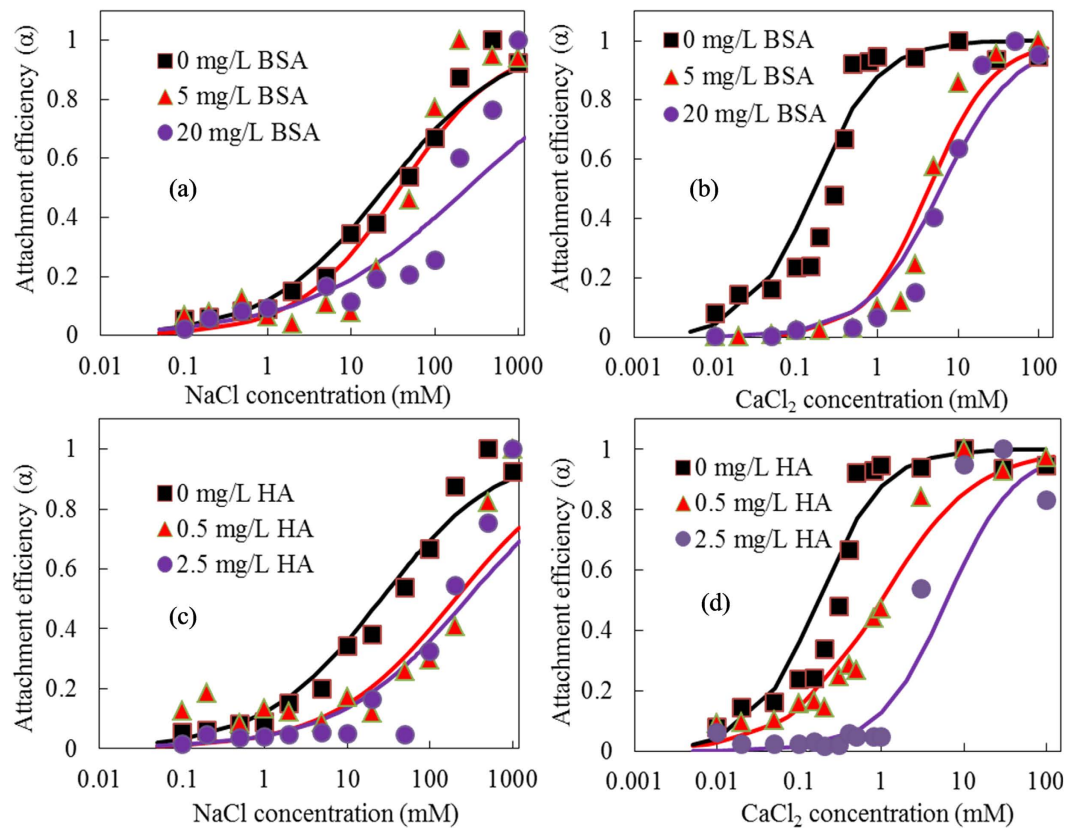 Attachment efficiency (α)
1
0.8
0.6
0.4
0.2
0
0 mg/L BSA
5 mg/L BSA
20 mg/L BSA
(a)
0.01 0.1 1 10 100 1000
NaCl concentration (mM)
Attachment efficiency (α)
1
0.8
0.6
0.4
0.2
0
0 mg/L BSA
5 mg/L BSA
20 mg/L BSA
(b)
0.001 0.01 0.1 1 10 100
CaCl₂ concentration (mM)
Attachment efficiency (α)
1
0.8
0.6
0.4
0.2
0
0 mg/L HA
0.5 mg/L HA
2.5 mg/L HA
(c)
0.01 0.1 1 10 100 1000
NaCl concentration (mM)
Attachment efficiency (α)
1
0.8
0.6
0.4
0.2
0
0 mg/L HA
0.5 mg/L HA
2.5 mg/L HA
(d)
0.001 0.01 0.1 1 10 100
CaCl₂ concentration (mM)